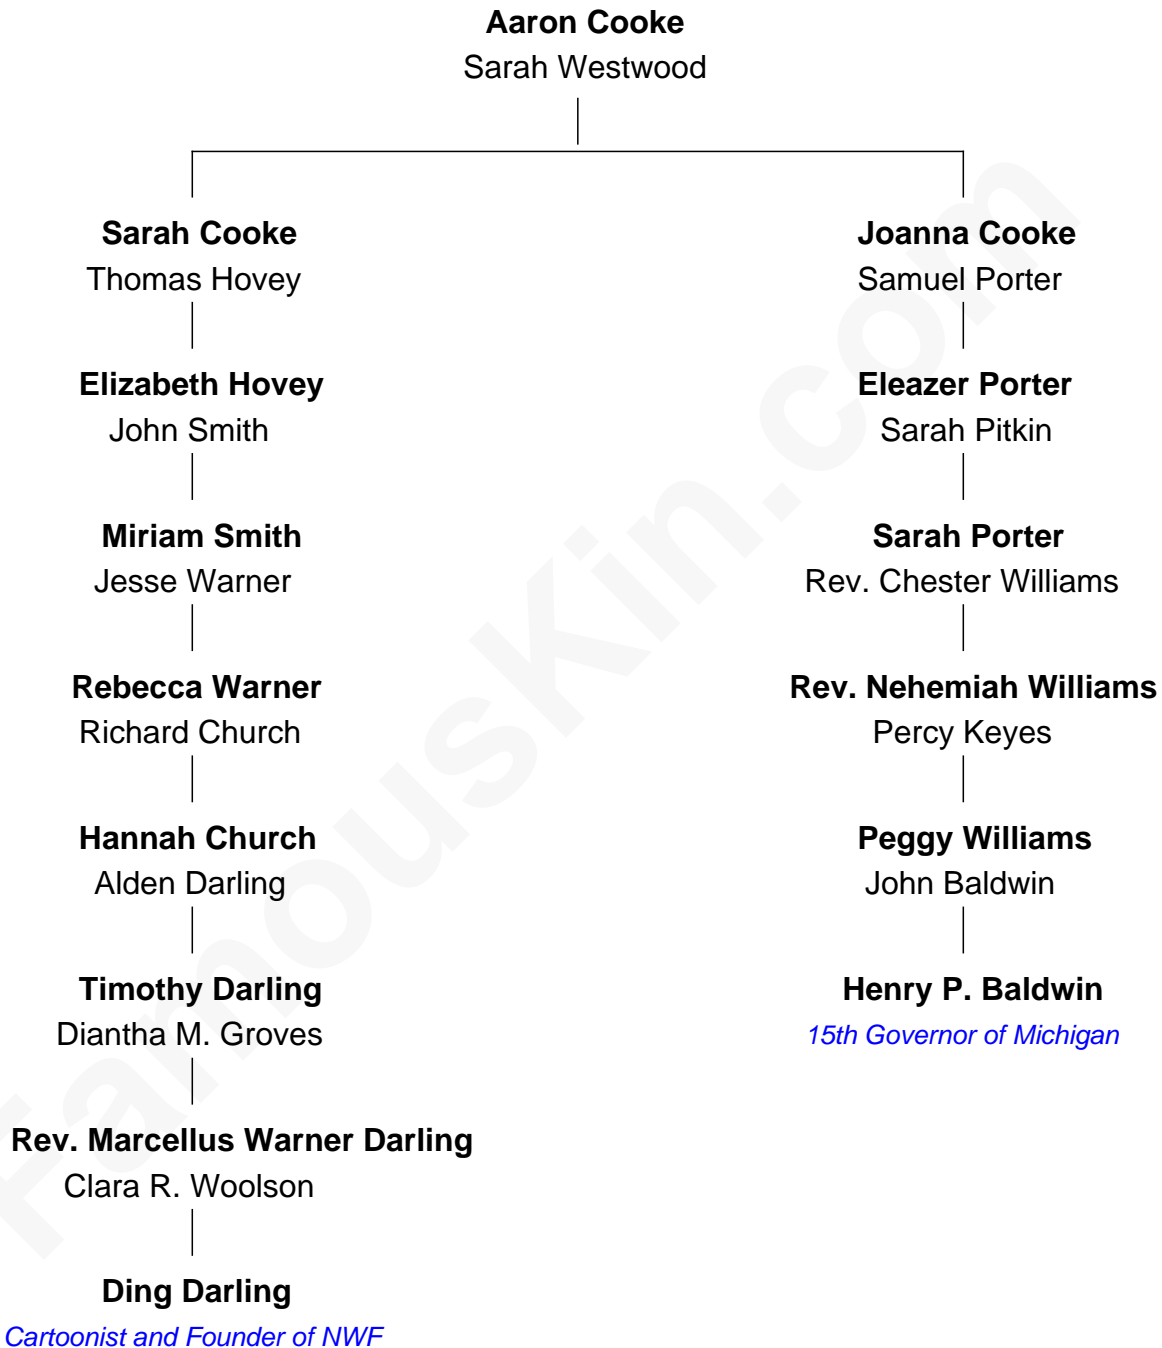 Aaron Cooke
Sarah Westwood
Sarah Cooke
Thomas Hovey
Joanna Cooke
Samuel Porter
Elizabeth Hovey
John Smith
Eleazer Porter
Sarah Pitkin
Miriam Smith
Jesse Warner
Sarah Porter
Rev. Chester Williams
Rebecca Warner
Richard Church
Rev. Nehemiah Williams
Percy Keyes
Hannah Church
Alden Darling
Peggy Williams
John Baldwin
Timothy Darling
Diantha M. Groves
Henry P. Baldwin
15th Governor of Michigan
Rev. Marcellus Warner Darling
Clara R. Woolson
Ding Darling
Cartoonist and Founder of NWF
FamousKin.com